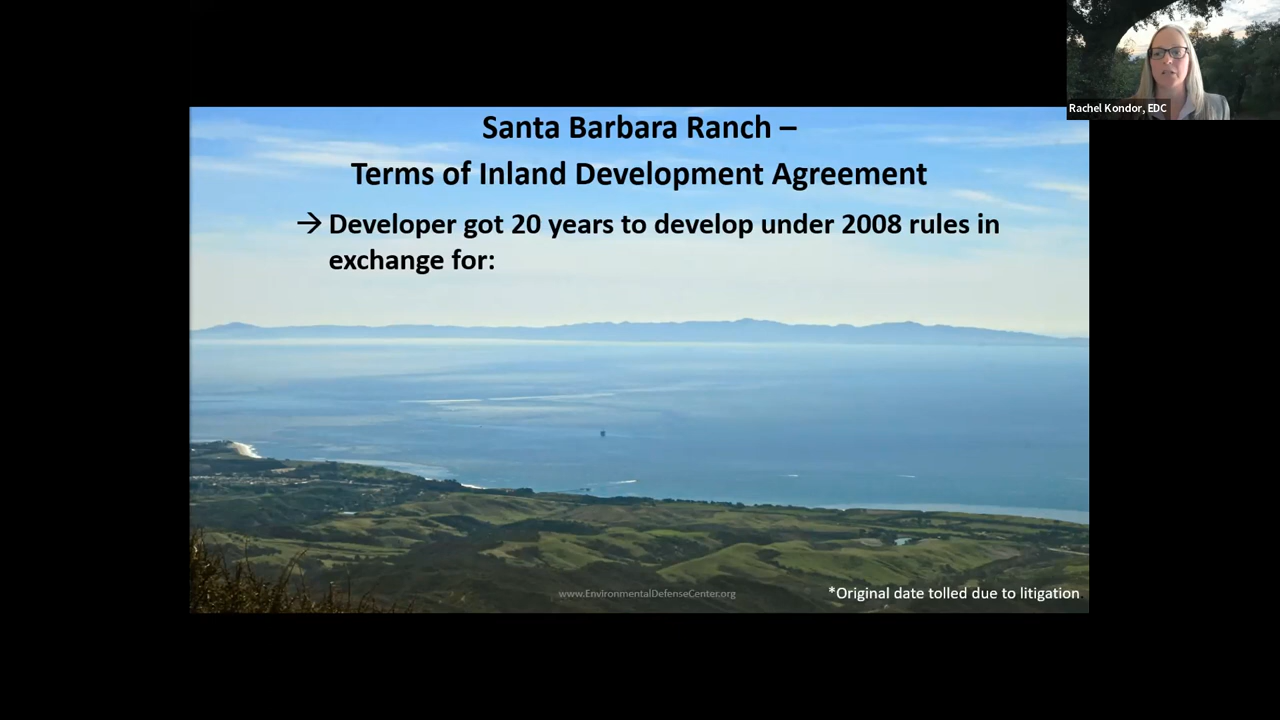 Rachel Kondor, EDC
Santa Barbara Ranch –
Terms of Inland Development Agreement
→ Developer got 20 years to develop under 2008 rules in
exchange for:
www.EnvironmentalDefenseCenter.org
*Original date tolled due to litigation